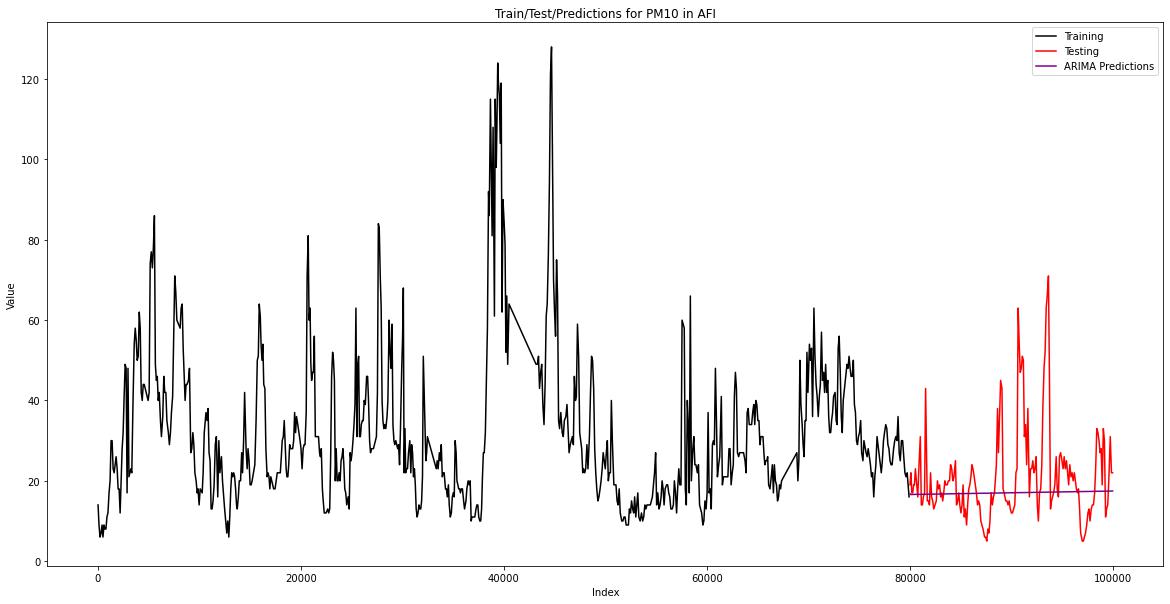 Train/Test/Predictions for PM10 in AFI
Training
Testing
ARIMA Predictions
120
100
80
60
40
20
0
Value
0 20000 40000 60000 80000 100000
Index